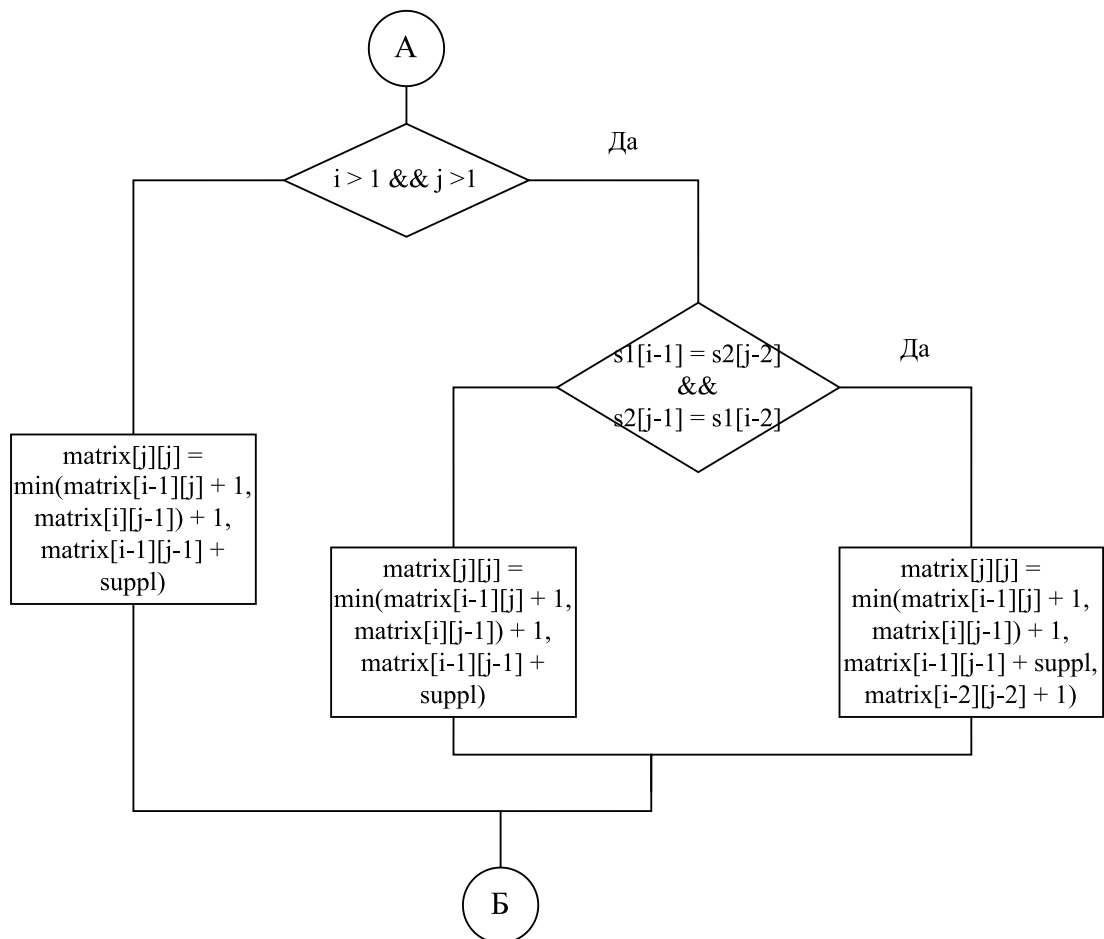 А
Да
i > 1 && j >1
s1[i-1] = s2[j-2]
&&
s2[j-1] = s1[i-2]
Да
matrix[j][j] =
min(matrix[i-1][j] + 1,
matrix[i][j-1]) + 1,
matrix[i-1][j-1] +
suppl)
matrix[j][j] =
min(matrix[i-1][j] + 1,
matrix[i][j-1]) + 1,
matrix[i-1][j-1] +
suppl)
matrix[j][j] =
min(matrix[i-1][j] + 1,
matrix[i][j-1]) + 1,
matrix[i-1][j-1] + suppl,
matrix[i-2][j-2] + 1)
Б